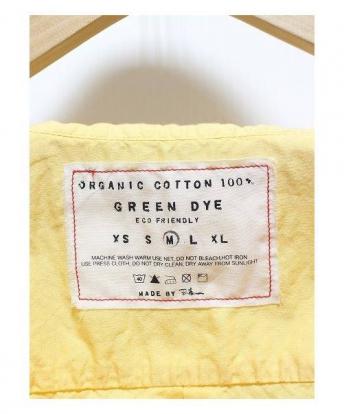 ORGANIC COTTON 100%
GREEN DYE
ECO FRIENDLY
XS S M L XL
MACHINE WASH WARM USE NET, DO NOT BLEACH.HOT IRON
USE PRESS CLOTH, DO NOT DRY CLEAN, DRY AWAY FROM SUNLIGHT
40
MADE BY